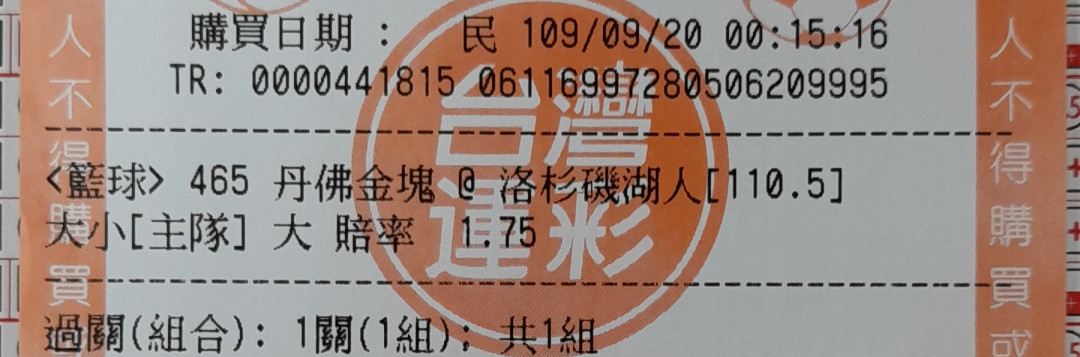 購買日期 : 民 109/09/20 00:15:16
TR: 0000441815 06116997280506209995
<籃球> 465 丹佛金塊 @ 洛杉磯湖人[110.5]
大小[主隊] 大 賠率 1.75
過關(組合): 1關(1組); 共1組
台灣
運彩
人不得購買或
人不得購買或